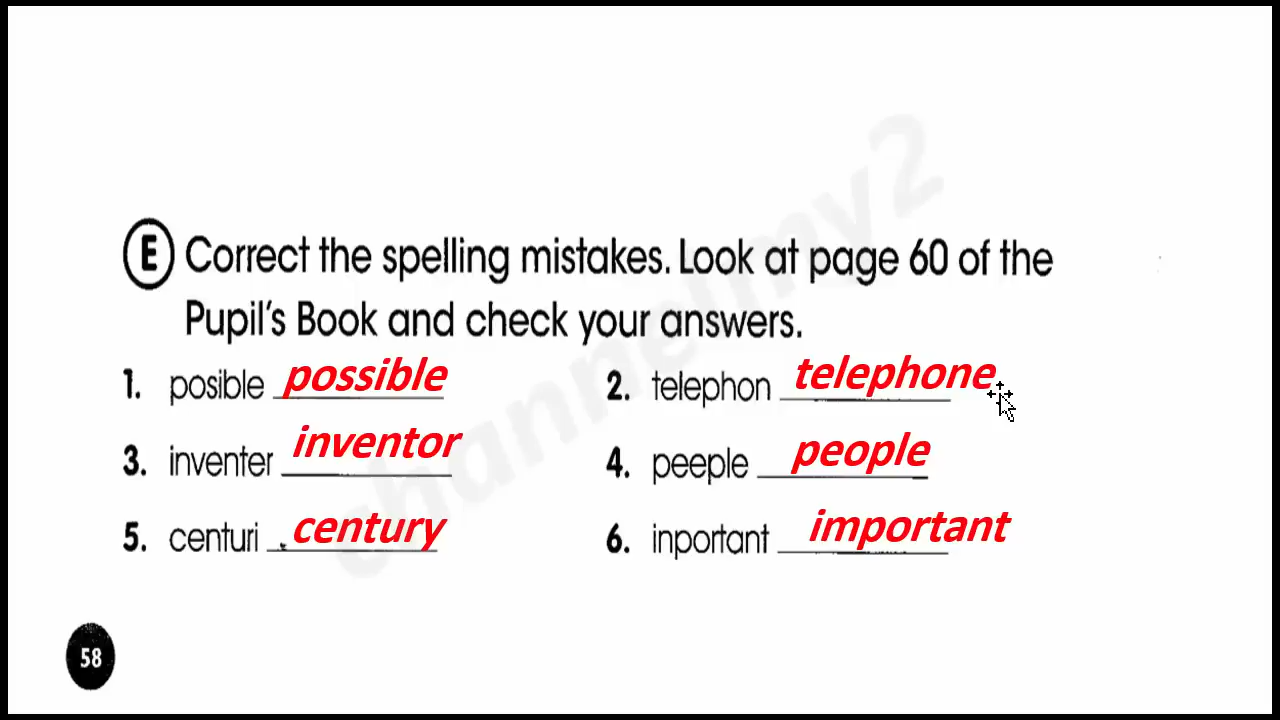 E Correct the spelling mistakes. Look at page 60 of the
Pupil's Book and check your answers.
1. posible possible 2. telephon telephone
3. inventer inventor 4. peeple people
5. centuri century 6. inportant important
58
channelmy2